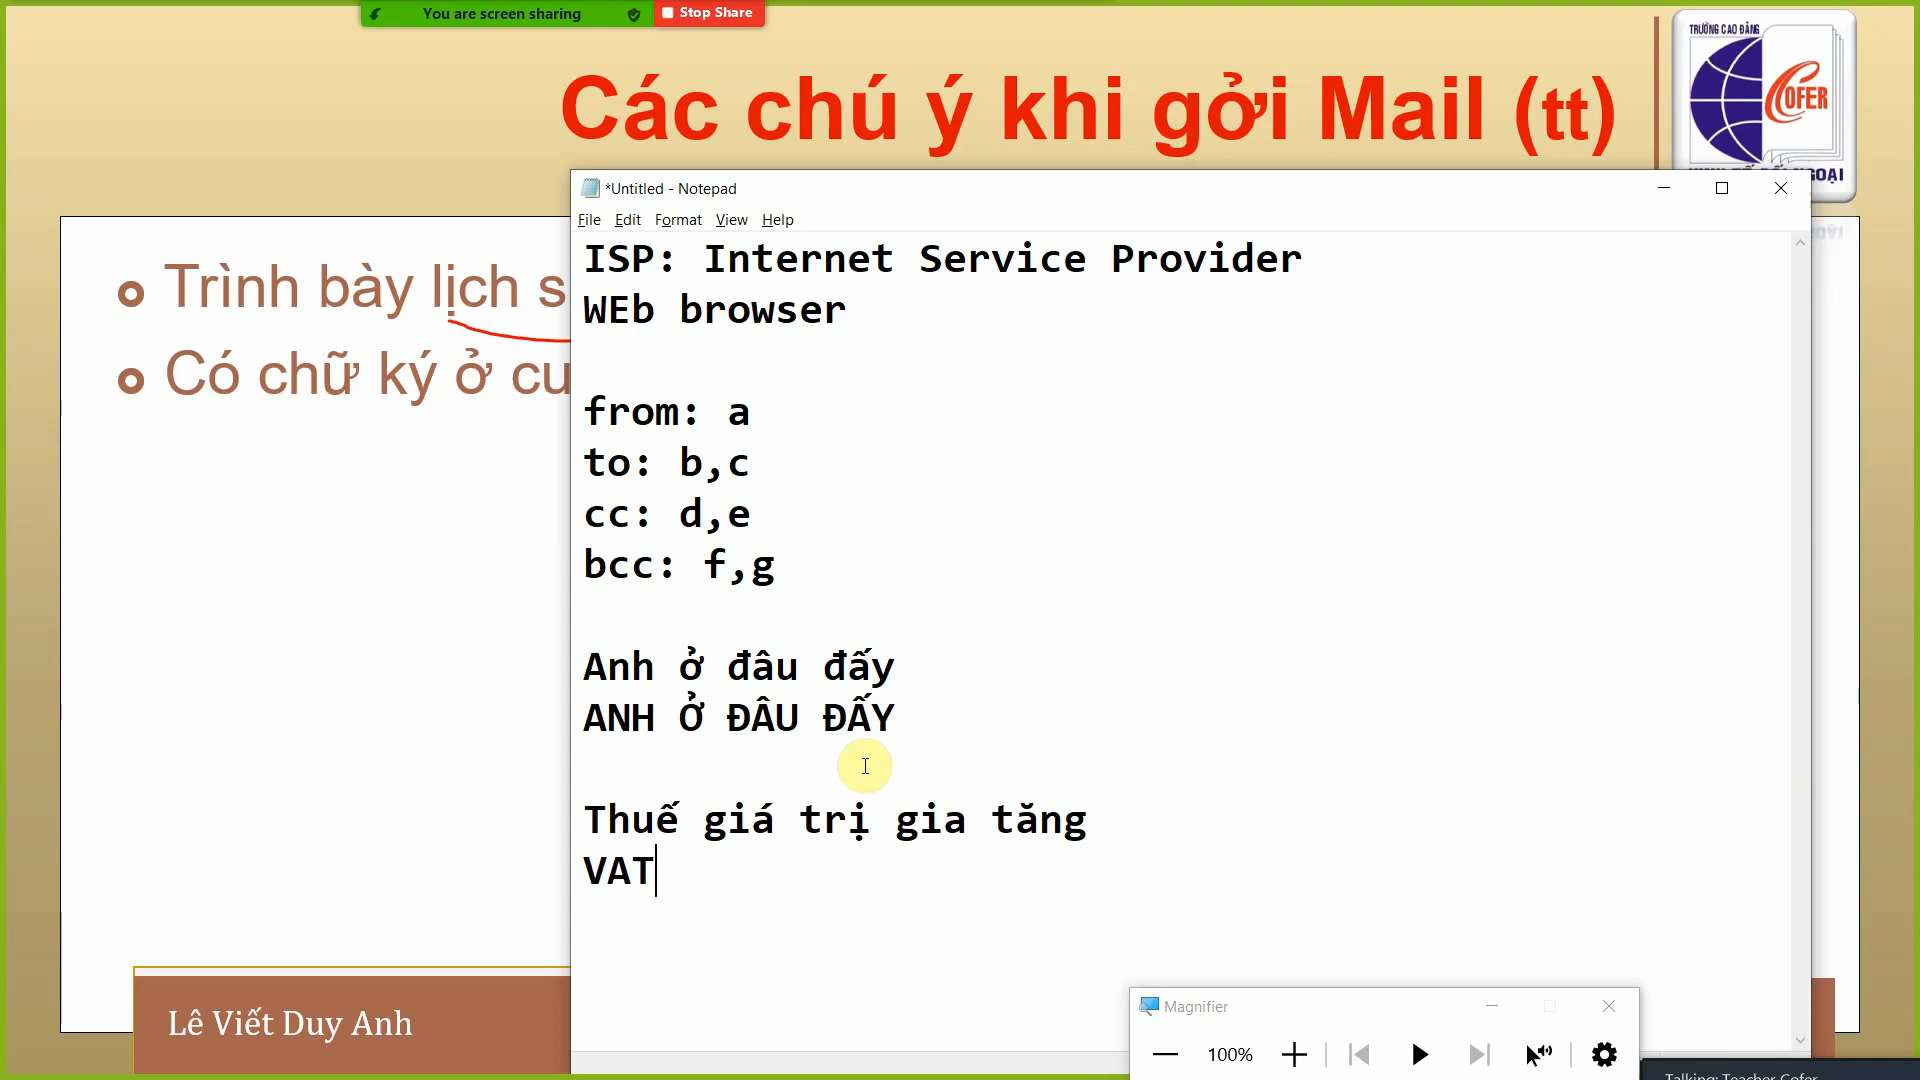 You are screen sharing
Stop Share
Các chú ý khi gởi Mail (tt)
TRƯỜNG CAO ĐẲNG
COFER
*Untitled - Notepad
File Edit Format View Help
Trình bày lịch s
Có chữ ký ở cu
ISP: Internet Service Provider
WEb browser
from: a
to: b,c
cc: d,e
bcc: f,g
Anh ở đâu đấy
ANH Ở ĐÂU ĐẤY
Thuế giá trị gia tăng
VAT
Lê Viết Duy Anh
Magnifier
100%
Talking: Teacher Cofer